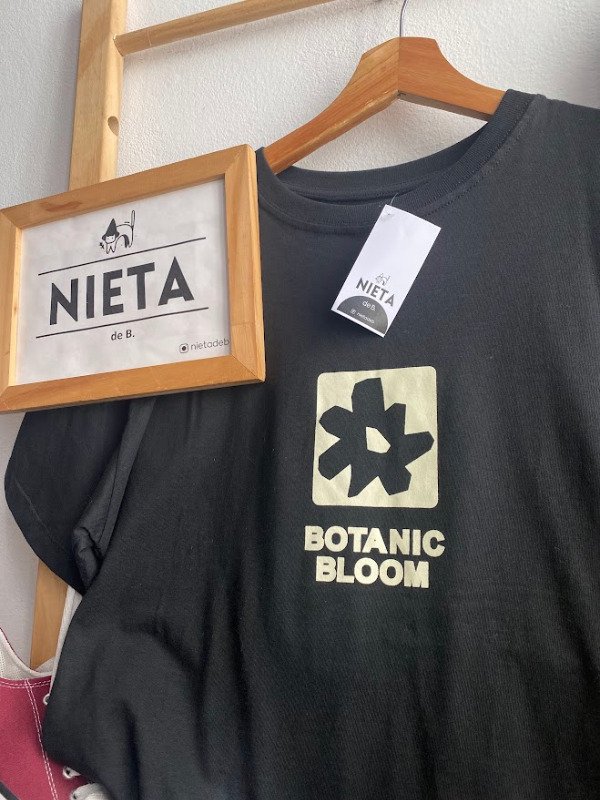 NIETA
de B.
nietadeb
NIETA
de B.
BOTANIC
BLOOM